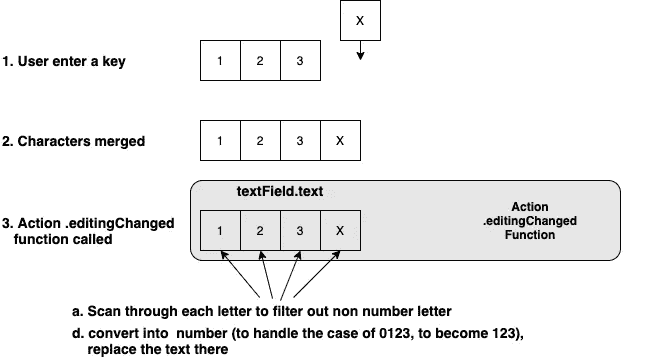 X
1. User enter a key
1 2 3
2. Characters merged
1 2 3 X
textField.text
3. Action .editingChanged
function called
1 2 3 X
Action
.editingChanged
Function
a. Scan through each letter to filter out non number letter
d. convert into number (to handle the case of 0123, to become 123),
replace the text there